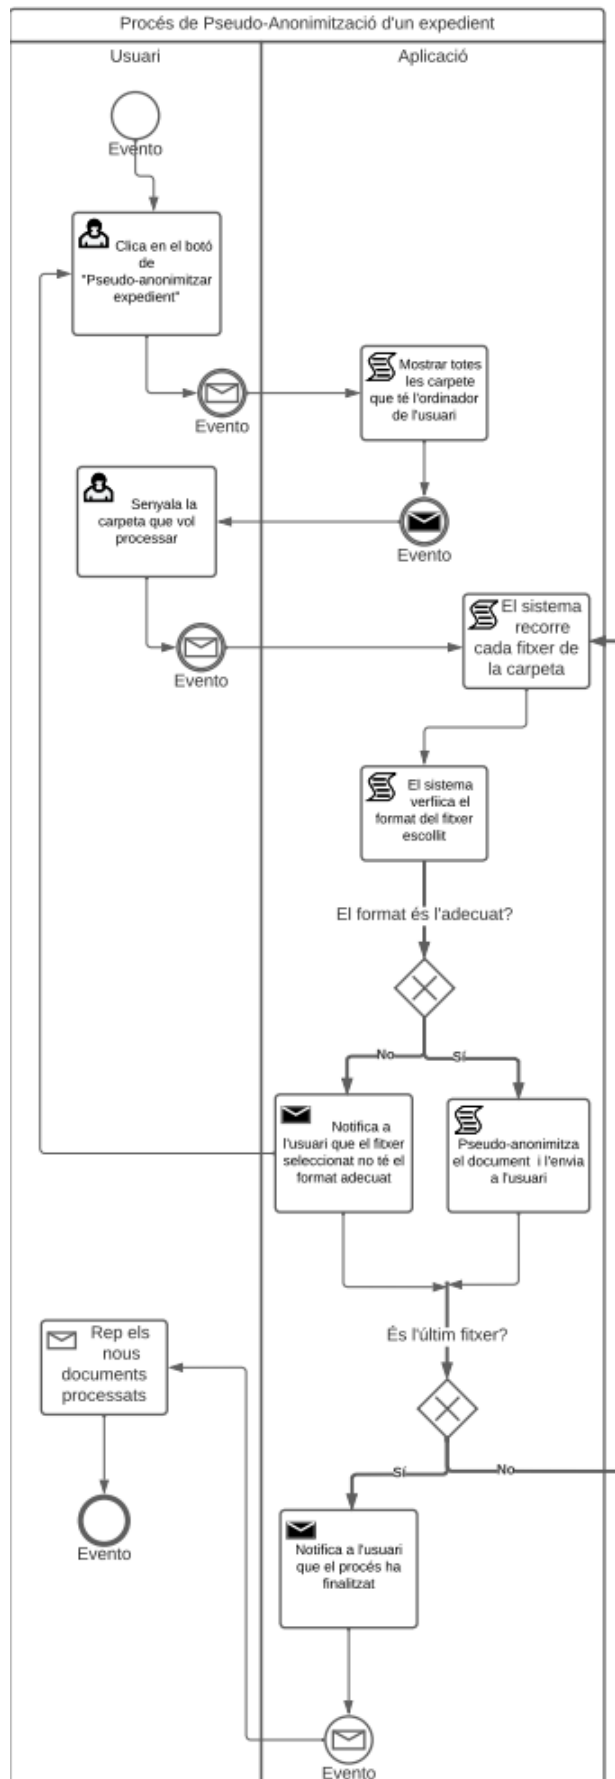 Procés de Pseudo-Anonimització d'un expedient
Usuari
Aplicació
Evento
Clica en el botó
de
"Pseudo-anonimitzar
expedient"
Evento
Mostrar totes
les carpete
que té l'ordinador
de l'usuari
Evento
Senyala la
carpeta que vol
processar
Evento
El sistema
recorre
cada fitxer de
la carpeta
El sistema
verfiica el
format del fitxer
escollit
El format és l'adecuat?
No
Sí
Notifica a
l'usuari que el fitxer
seleccionat no té el
format adecuat
Pseudo-anonimitza
el document i l'envia
a l'usuari
És l'últim fitxer?
Rep els
nous
documents
processats
Sí
No
Evento
Notifica a l'usuari
que el procés ha
finalitzat
Evento